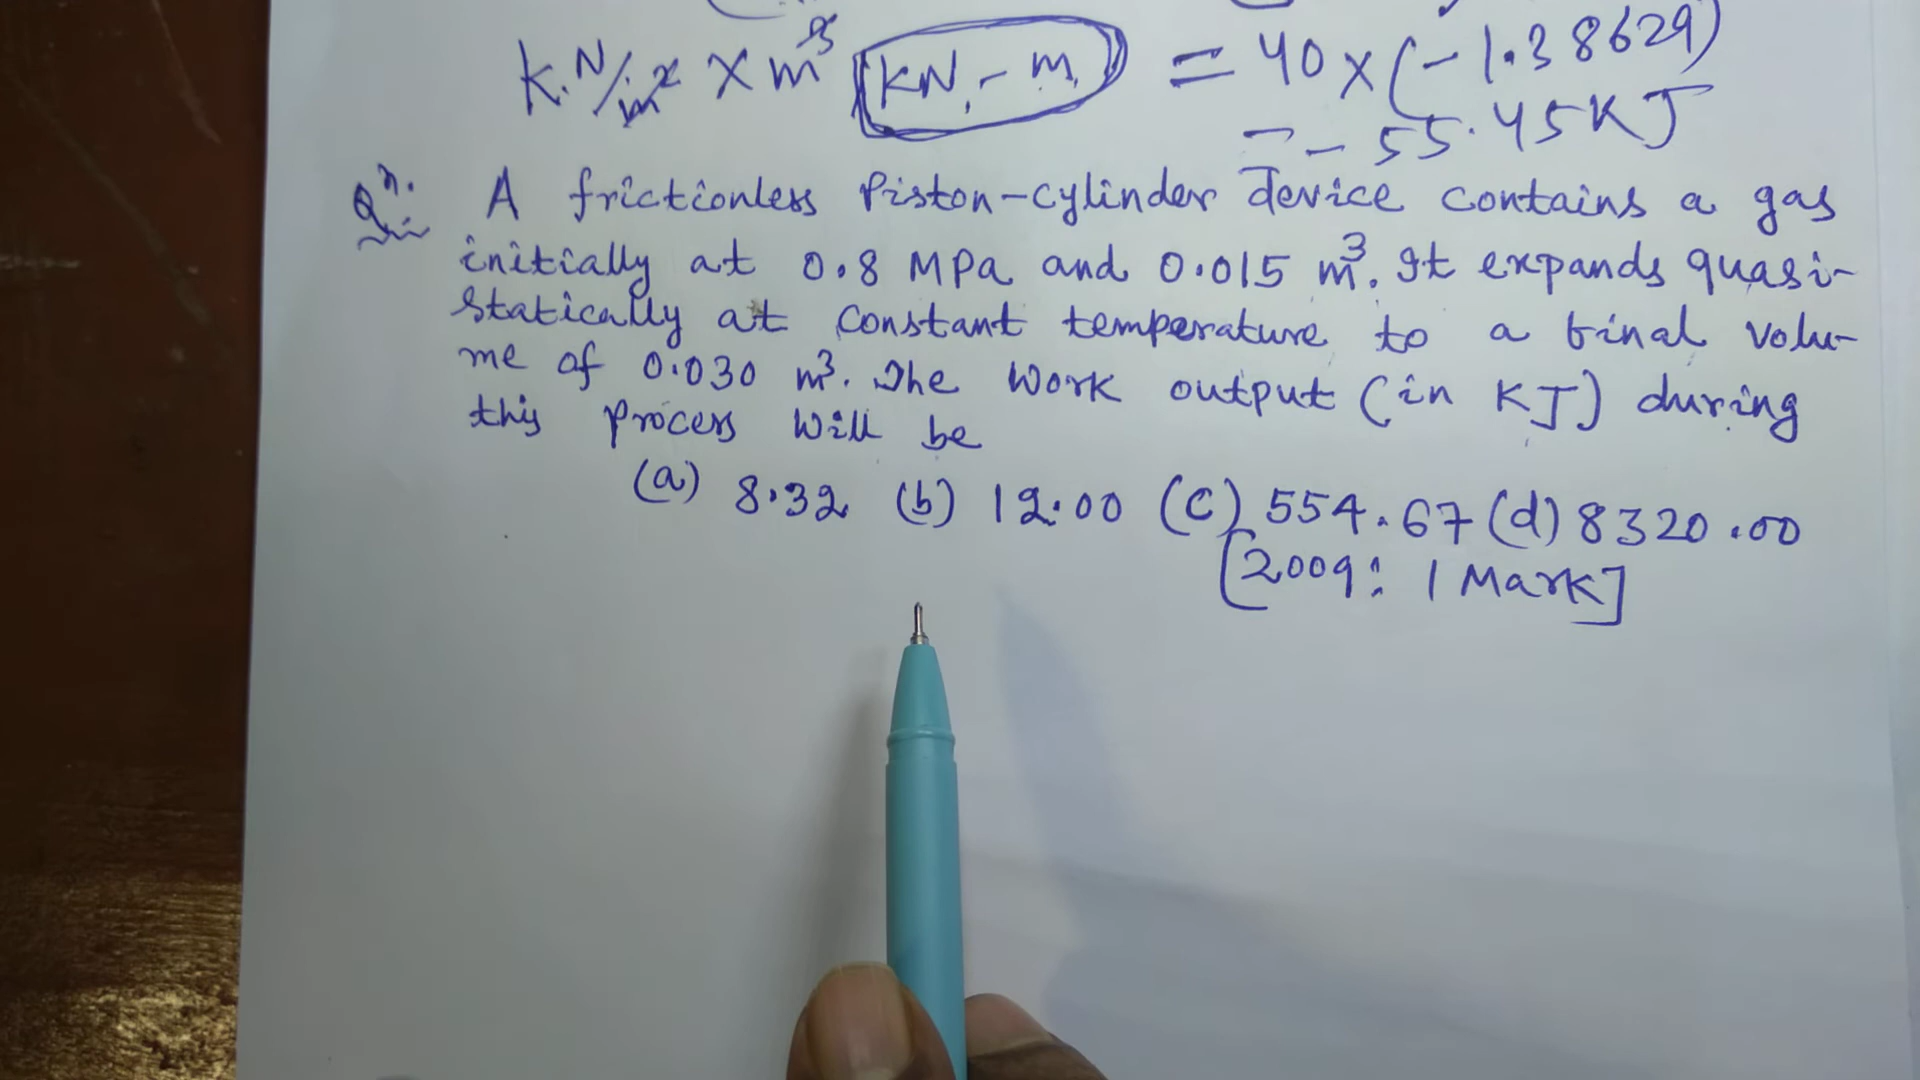 K.N/m² × m³ KN-m = 40×(-1.38629)
= - 55.45KJ
Qn. A frictionless Piston-cylinder Device contains a gas
initially at 0.8 MPa and 0.015 m³. It expands quasi-
statically at constant temperature to a final volu-
me of 0.030 m³. The Work output (in KJ) during
this process will be
(a) 8.32 (b) 12.00 (c) 554.67 (d) 8320.00
[2009: 1 Mark]